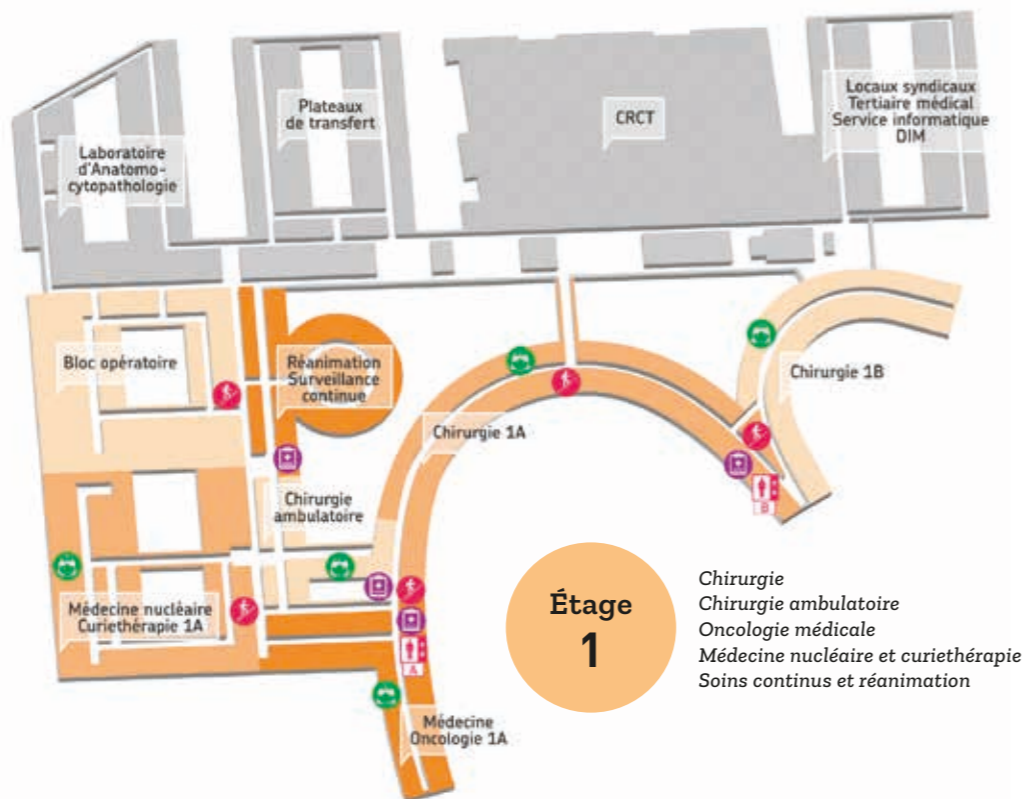 Laboratoire
d'Anatomo-
cytopathologie
Plateaux
de transfert
CRCT
Locaux syndicaux
Tertiaire médical
Service informatique
DIM
Bloc opératoire
Réanimation
Surveillance
continue
Chirurgie 1A
Chirurgie 1B
Chirurgie
ambulatoire
B
Médecine nucléaire
Curiethérapie 1A
A
Médecine
Oncologie 1A
Étage
1
Chirurgie
Chirurgie ambulatoire
Oncologie médicale
Médecine nucléaire et curiethérapie
Soins continus et réanimation